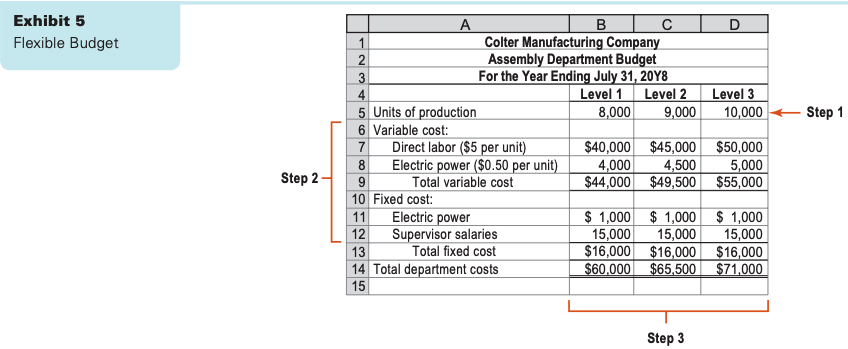 Exhibit 5
Flexible Budget
A B C D
1 Colter Manufacturing Company
2 Assembly Department Budget
3 For the Year Ending July 31, 20Y8
4 Level 1 Level 2 Level 3
5 Units of production 8,000 9,000 10,000 Step 1
6 Variable cost:
7 Direct labor ($5 per unit) $40,000 $45,000 $50,000
8 Electric power ($0.50 per unit) 4,000 4,500 5,000
Step 2
9 Total variable cost $44,000 $49,500 $55,000
10 Fixed cost:
11 Electric power $ 1,000 $ 1,000 $ 1,000
12 Supervisor salaries 15,000 15,000 15,000
13 Total fixed cost $16,000 $16,000 $16,000
14 Total department costs $60,000 $65,500 $71,000
15
Step 3